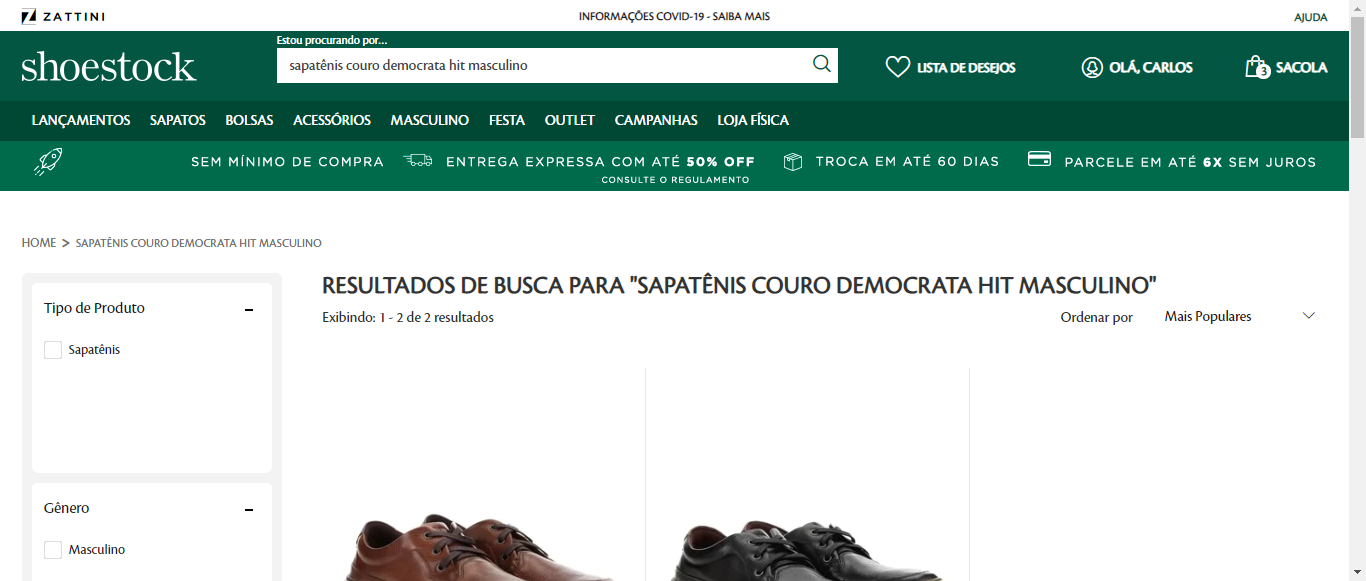 ZATTINI
INFORMAÇÕES COVID-19 - SAIBA MAIS
AJUDA
shoestock
Estou procurando por...
sapatênis couro democrata hit masculino
LISTA DE DESEJOS
OLÁ, CARLOS
3
SACOLA
LANÇAMENTOS SAPATOS BOLSAS ACESSÓRIOS MASCULINO FESTA OUTLET CAMPANHAS LOJA FÍSICA
SEM MÍNIMO DE COMPRA
ENTREGA EXPRESSA COM ATÉ 50% OFF
CONSULTE O REGULAMENTO
TROCA EM ATÉ 60 DIAS
PARCELE EM ATÉ 6X SEM JUROS
HOME > SAPATÊNIS COURO DEMOCRATA HIT MASCULINO
Tipo de Produto
Sapatênis
Gênero
Masculino
RESULTADOS DE BUSCA PARA "SAPATÊNIS COURO DEMOCRATA HIT MASCULINO"
Exibindo: 1 - 2 de 2 resultados
Ordenar por
Mais Populares